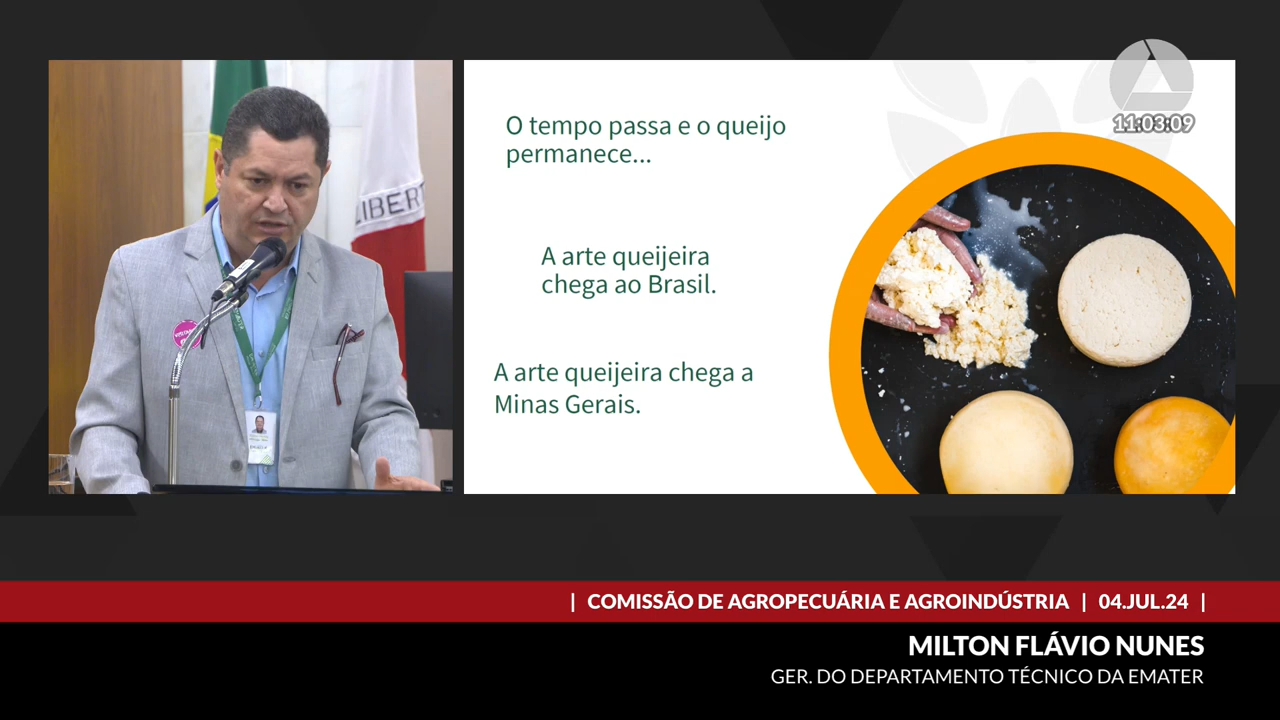 11:03:09
O tempo passa e o queijo
permanece...
A arte queijeira
chega ao Brasil.
A arte queijeira chega a
Minas Gerais.
LIBERT
| COMISSÃO DE AGROPECUÁRIA E AGROINDÚSTRIA | 04.JUL.24 |
MILTON FLÁVIO NUNES
GER. DO DEPARTAMENTO TÉCNICO DA EMATER